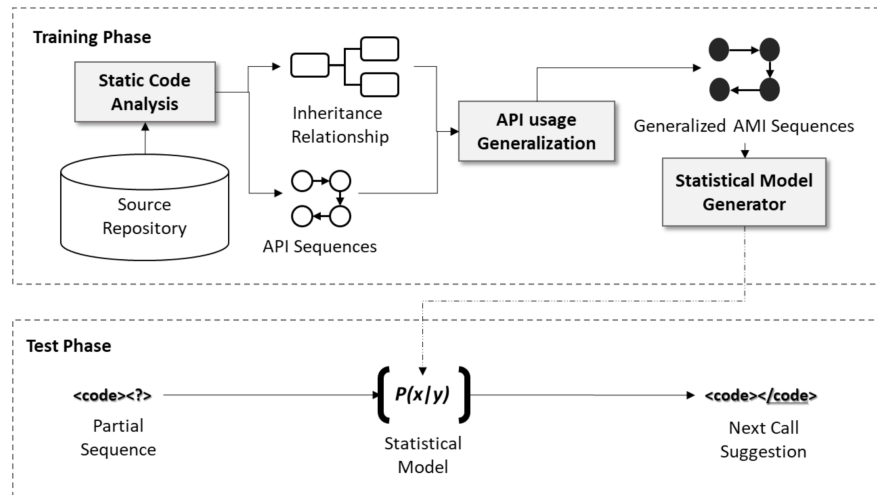 Training Phase
Static Code
Analysis
Source
Repository
Inheritance
Relationship
API Sequences
API usage
Generalization
Generalized AMI Sequences
Statistical Model
Generator
Test Phase
<code><?>
Partial
Sequence
P(x|y)
Statistical
Model
<code></code>
Next Call
Suggestion